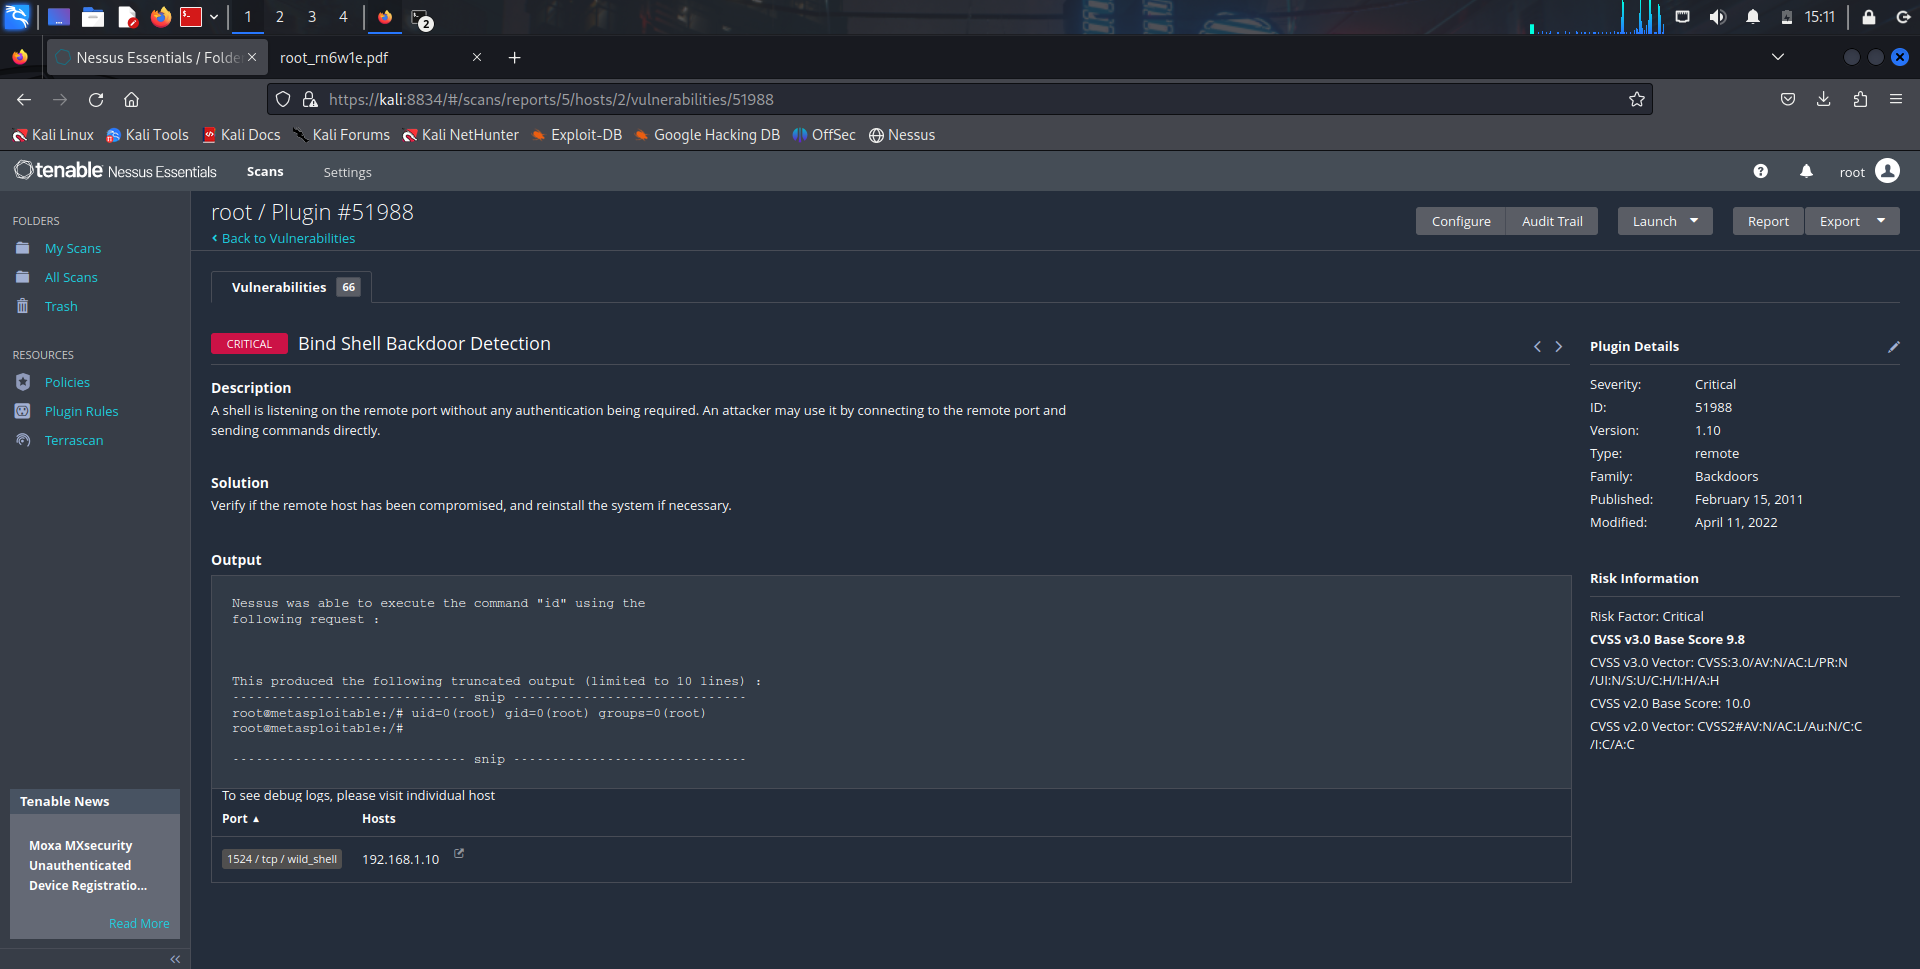 1 2 3 4 2 15:11
Nessus Essentials / Folde root_rn6w1e.pdf
https://kali:8834/#/scans/reports/5/hosts/2/vulnerabilities/51988
Kali Linux Kali Tools Kali Docs Kali Forums Kali NetHunter Exploit-DB Google Hacking DB OffSec Nessus
tenable Nessus Essentials Scans Settings root
FOLDERS
My Scans
All Scans
Trash
RESOURCES
Policies
Plugin Rules
Terrascan
Tenable News
Moxa MXsecurity
Unauthenticated
Device Registratio...
Read More
root / Plugin #51988
Back to Vulnerabilities
Configure Audit Trail Launch Report Export
Vulnerabilities 66
CRITICAL Bind Shell Backdoor Detection
Description
A shell is listening on the remote port without any authentication being required. An attacker may use it by connecting to the remote port and
sending commands directly.
Solution
Verify if the remote host has been compromised, and reinstall the system if necessary.
Output
Nessus was able to execute the command "id" using the
following request :
This produced the following truncated output (limited to 10 lines) :
------------------------------ snip ------------------------------
root@metasploitable:/# uid=0(root) gid=0(root) groups=0(root)
root@metasploitable:/#
------------------------------ snip ------------------------------
To see debug logs, please visit individual host
Port ▲ Hosts
1524 / tcp / wild_shell 192.168.1.10
Plugin Details
Severity: Critical
ID: 51988
Version: 1.10
Type: remote
Family: Backdoors
Published: February 15, 2011
Modified: April 11, 2022
Risk Information
Risk Factor: Critical
CVSS v3.0 Base Score 9.8
CVSS v3.0 Vector: CVSS:3.0/AV:N/AC:L/PR:N
/UI:N/S:U/C:H/I:H/A:H
CVSS v2.0 Base Score: 10.0
CVSS v2.0 Vector: CVSS2#AV:N/AC:L/Au:N/C:C
/I:C/A:C